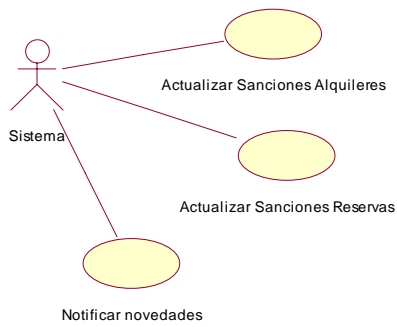 Actualizar Sanciones Alquileres
Sistema
Actualizar Sanciones Reservas
Notificar novedades